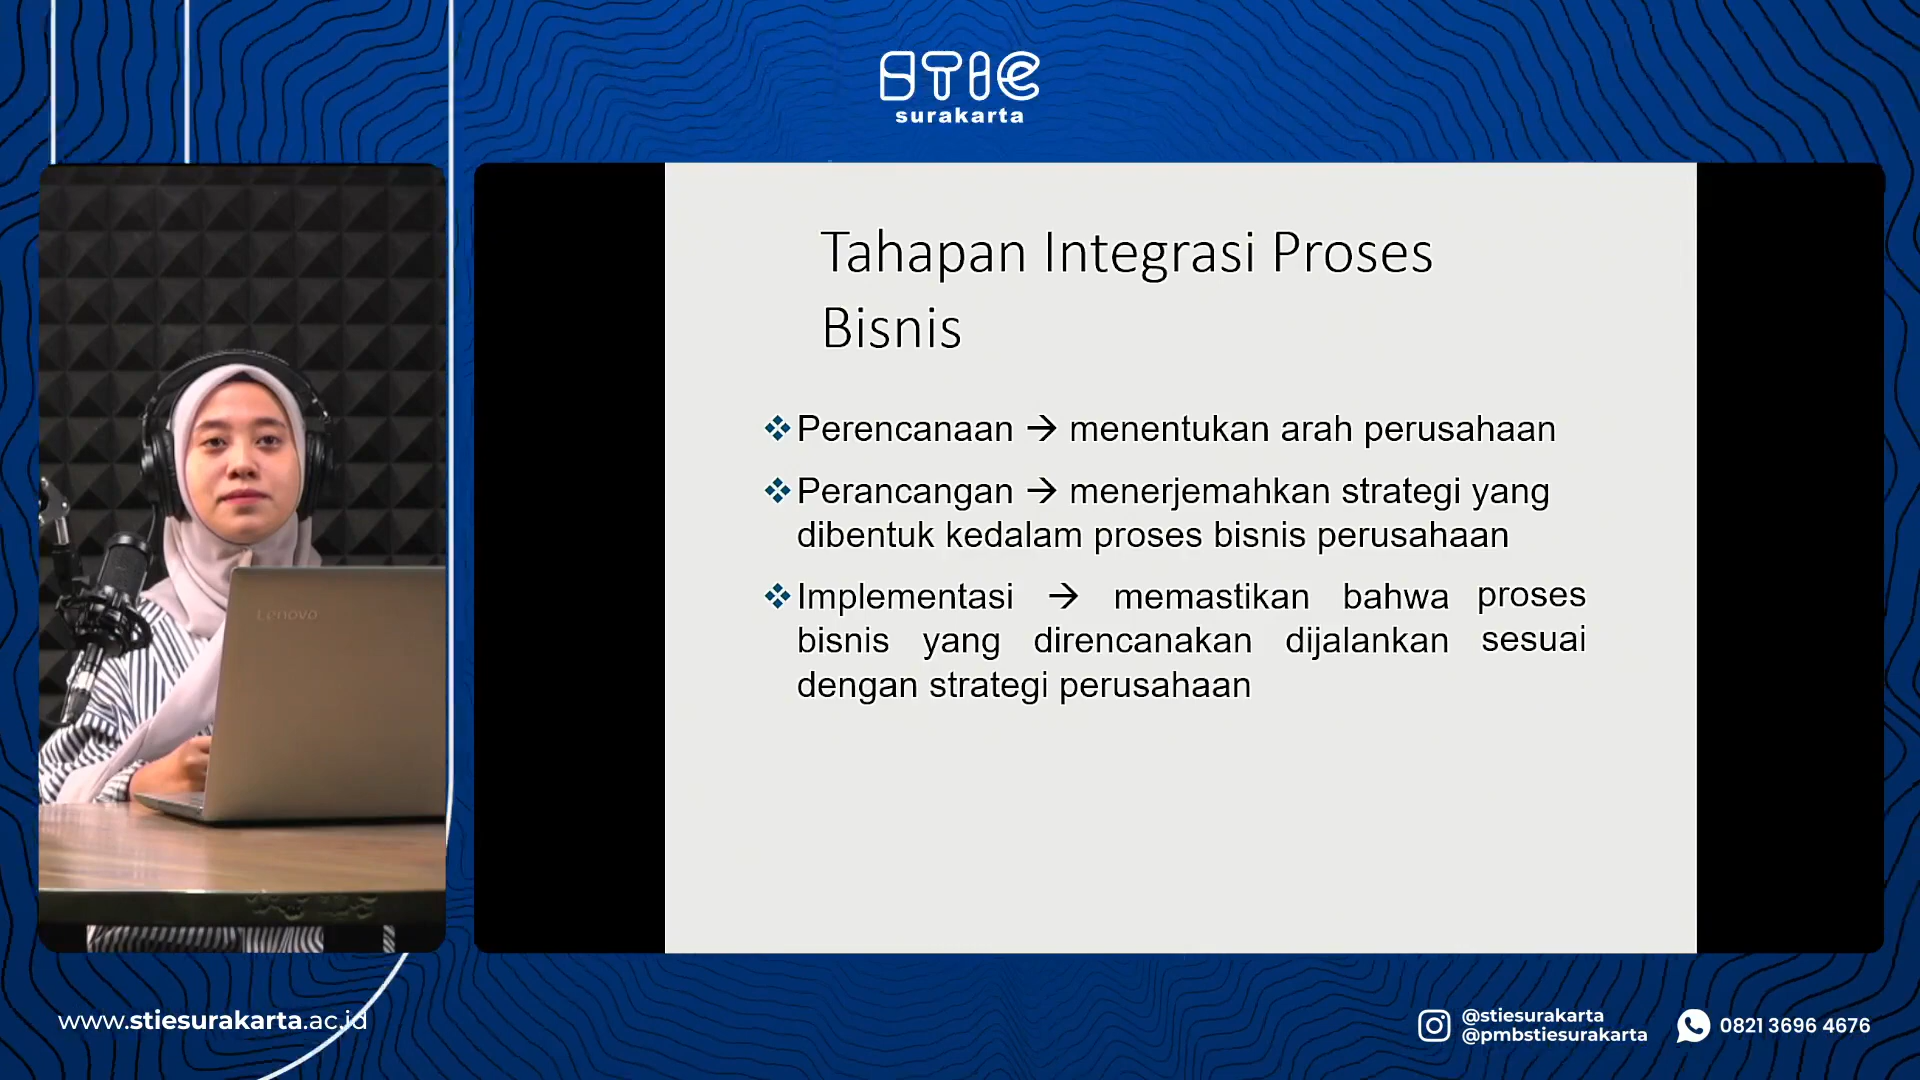 STIE
surakarta
Tahapan Integrasi Proses
Bisnis
Perencanaan → menentukan arah perusahaan
Perancangan → menerjemahkan strategi yang
dibentuk kedalam proses bisnis perusahaan
Implementasi → memastikan bahwa proses
bisnis yang direncanakan dijalankan sesuai
dengan strategi perusahaan
Lenovo
www.stiesurakarta.ac.id
@stiesurakarta
@pmbstiesurakarta
0821 3696 4676